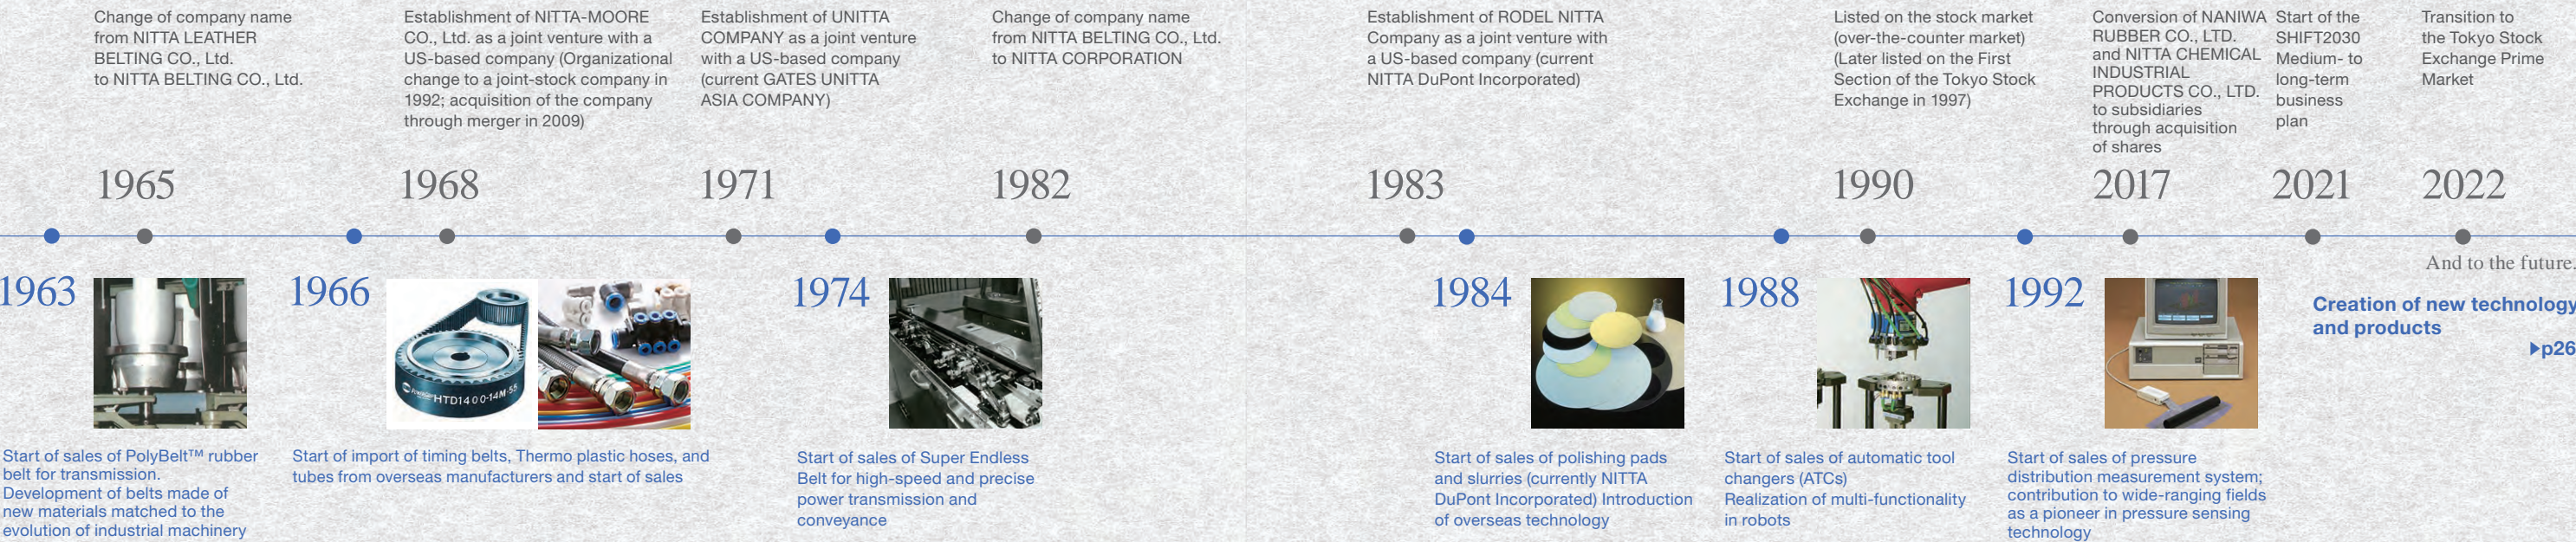 Change of company name
from NITTA LEATHER
BELTING CO., Ltd.
to NITTA BELTING CO., Ltd.
1965
Establishment of NITTA-MOORE
CO., Ltd. as a joint venture with a
US-based company (Organizational
change to a joint-stock company in
1992; acquisition of the company
through merger in 2009)
1968
Establishment of UNITTA
COMPANY as a joint venture
with a US-based company
(current GATES UNITTA
ASIA COMPANY)
1971
Change of company name
from NITTA BELTING CO., Ltd.
to NITTA CORPORATION
1982
Establishment of RODEL NITTA
Company as a joint venture with
a US-based company (current
NITTA DuPont Incorporated)
1983
Listed on the stock market
(over-the-counter market)
(Later listed on the First
Section of the Tokyo Stock
Exchange in 1997)
1990
Conversion of NANIWA
RUBBER CO., LTD.
and NITTA CHEMICAL
INDUSTRIAL
PRODUCTS CO., LTD.
to subsidiaries
through acquisition
of shares
2017
Start of the
SHIFT2030
Medium- to
long-term
business
plan
2021
Transition to
the Tokyo Stock
Exchange Prime
Market
2022
1963
Start of sales of PolyBelt™ rubber
belt for transmission.
Development of belts made of
new materials matched to the
evolution of industrial machinery
1966
HTD1400-14M-55
Start of import of timing belts, Thermo plastic hoses, and
tubes from overseas manufacturers and start of sales
1974
Start of sales of Super Endless
Belt for high-speed and precise
power transmission and
conveyance
1984
Start of sales of polishing pads
and slurries (currently NITTA
DuPont Incorporated) Introduction
of overseas technology
1988
Start of sales of automatic tool
changers (ATCs)
Realization of multi-functionality
in robots
1992
Start of sales of pressure
distribution measurement system;
contribution to wide-ranging fields
as a pioneer in pressure sensing
technology
And to the future.
Creation of new technology
and products
▶p26